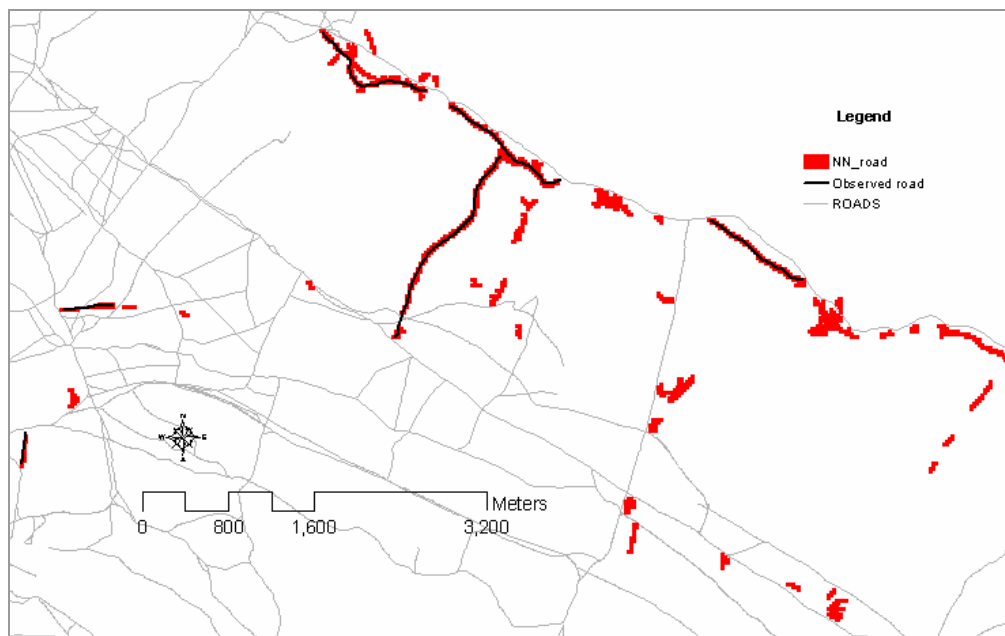 Legend
NN_road
Observed road
ROADS
N
W E
S
Meters
0 800 1,600 3,200